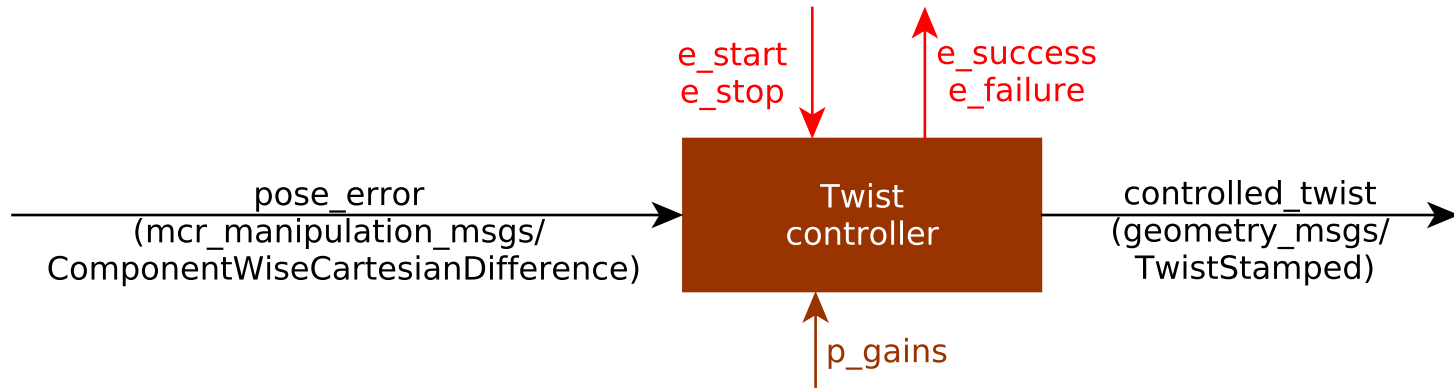 e_start
e_stop
e_success
e_failure
pose_error
(mcr_manipulation_msgs/
ComponentWiseCartesianDifference)
Twist
controller
controlled_twist
(geometry_msgs/
TwistStamped)
p_gains